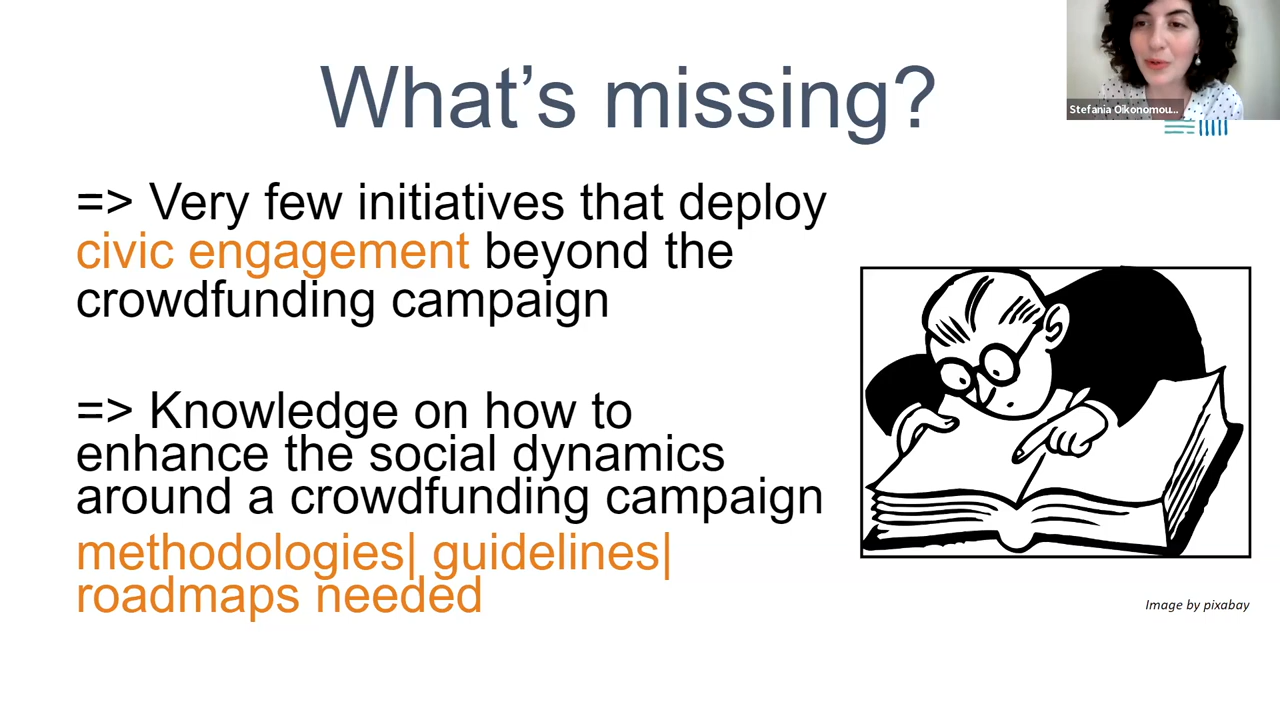 What's missing?
Stefania Oikonomou...
=> Very few initiatives that deploy
civic engagement beyond the
crowdfunding campaign
=> Knowledge on how to
enhance the social dynamics
around a crowdfunding campaign
methodologies| guidelines|
roadmaps needed
Image by pixabay